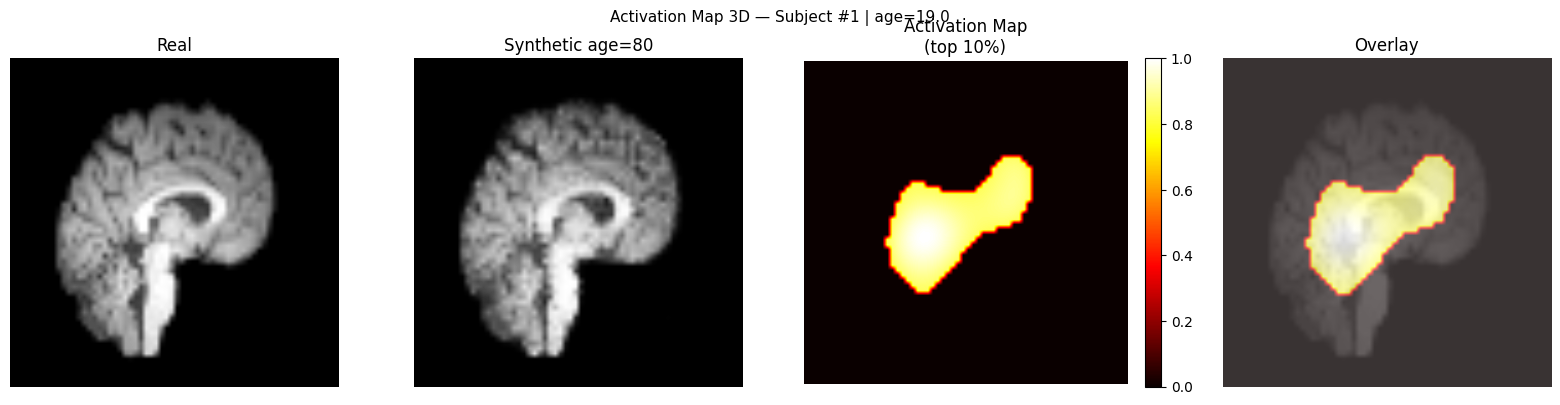 Activation Map 3D — Subject #1 | age=19.0
Real
Synthetic age=80
Activation Map
(top 10%)
Overlay
1.0
0.8
0.6
0.4
0.2
0.0